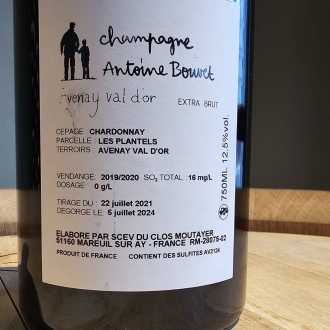 champagne
Antoine Bouvet
Avenay val d'or EXTRA BRUT
CEPAGE: CHARDONNAY
PARCELLE: LES PLANTELS
TERROIRS: AVENAY VAL D'OR
VENDANGE: 2019/2020 SO₂ TOTAL: 16 mg/L
DOSAGE: 0 g/L
TIRAGE DU: 22 juillet 2021
DEGORGE LE: 5 juillet 2024
ELABORE PAR SCEV DU CLOS MOUTAYER
51160 MAREUIL SUR AY - FRANCE RM-28075-02
PRODUIT DE FRANCE CONTIENT DES SULFITES AV2124
750ML 12.5%vol.